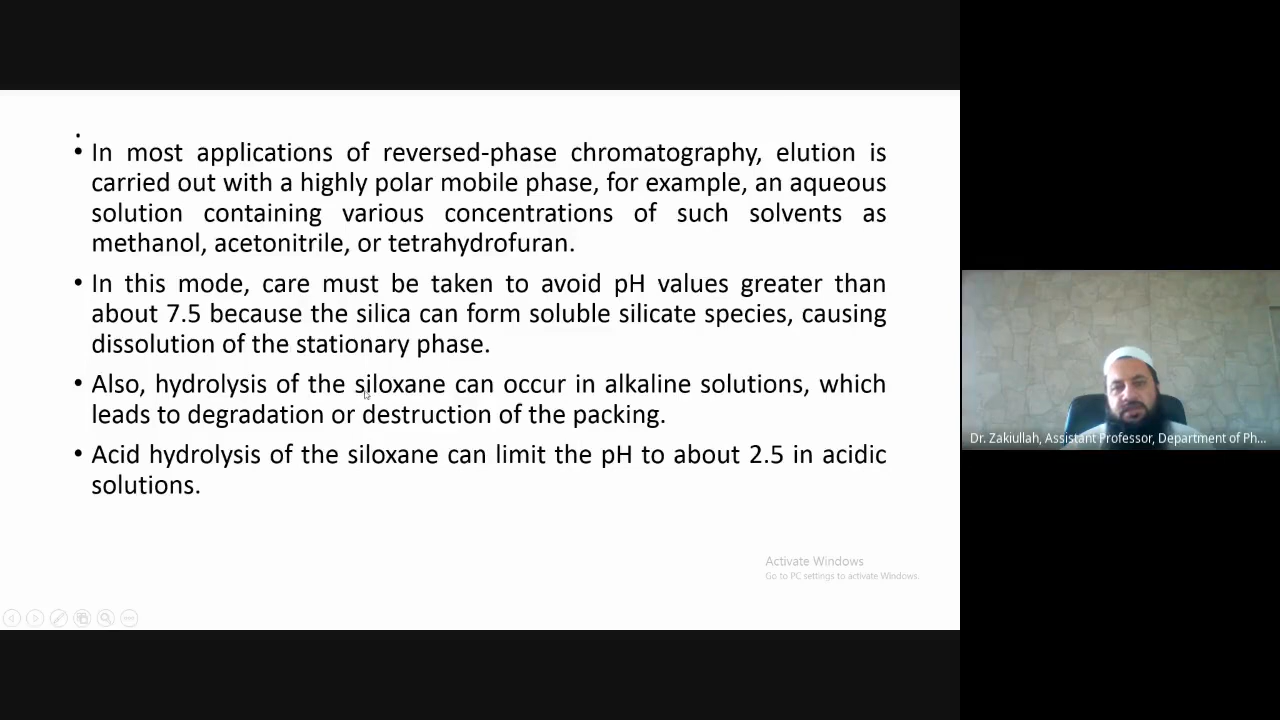 .
• In most applications of reversed-phase chromatography, elution is
carried out with a highly polar mobile phase, for example, an aqueous
solution containing various concentrations of such solvents as
methanol, acetonitrile, or tetrahydrofuran.
• In this mode, care must be taken to avoid pH values greater than
about 7.5 because the silica can form soluble silicate species, causing
dissolution of the stationary phase.
• Also, hydrolysis of the siloxane can occur in alkaline solutions, which
leads to degradation or destruction of the packing.
• Acid hydrolysis of the siloxane can limit the pH to about 2.5 in acidic
solutions.
Activate Windows
Go to PC settings to activate Windows.
Dr. Zakiullah, Assistant Professor, Department of Ph...